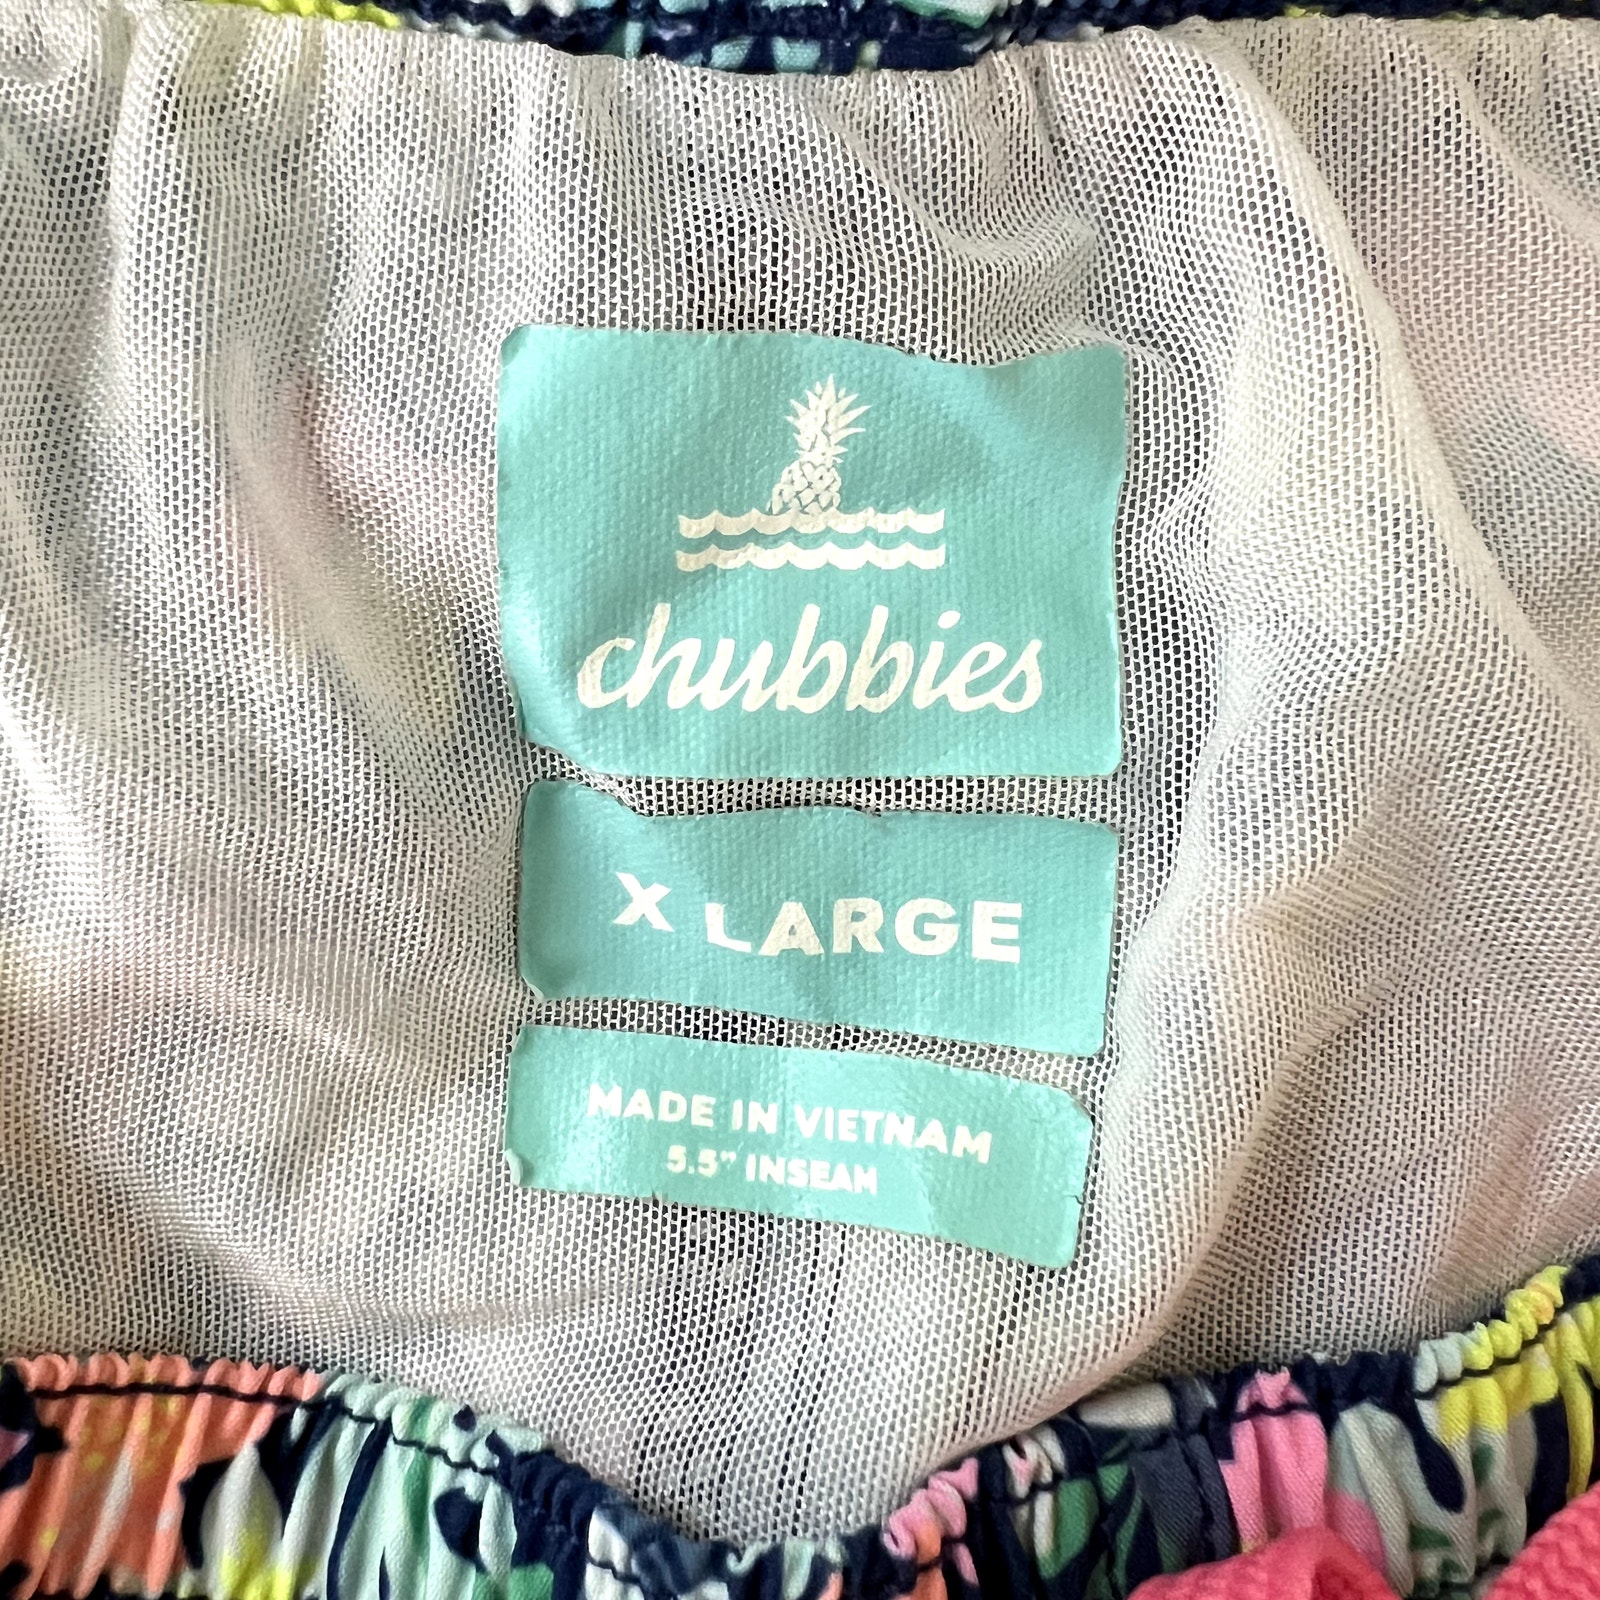 chubbies
X LARGE
MADE IN VIETNAM
5.5" INSEAM